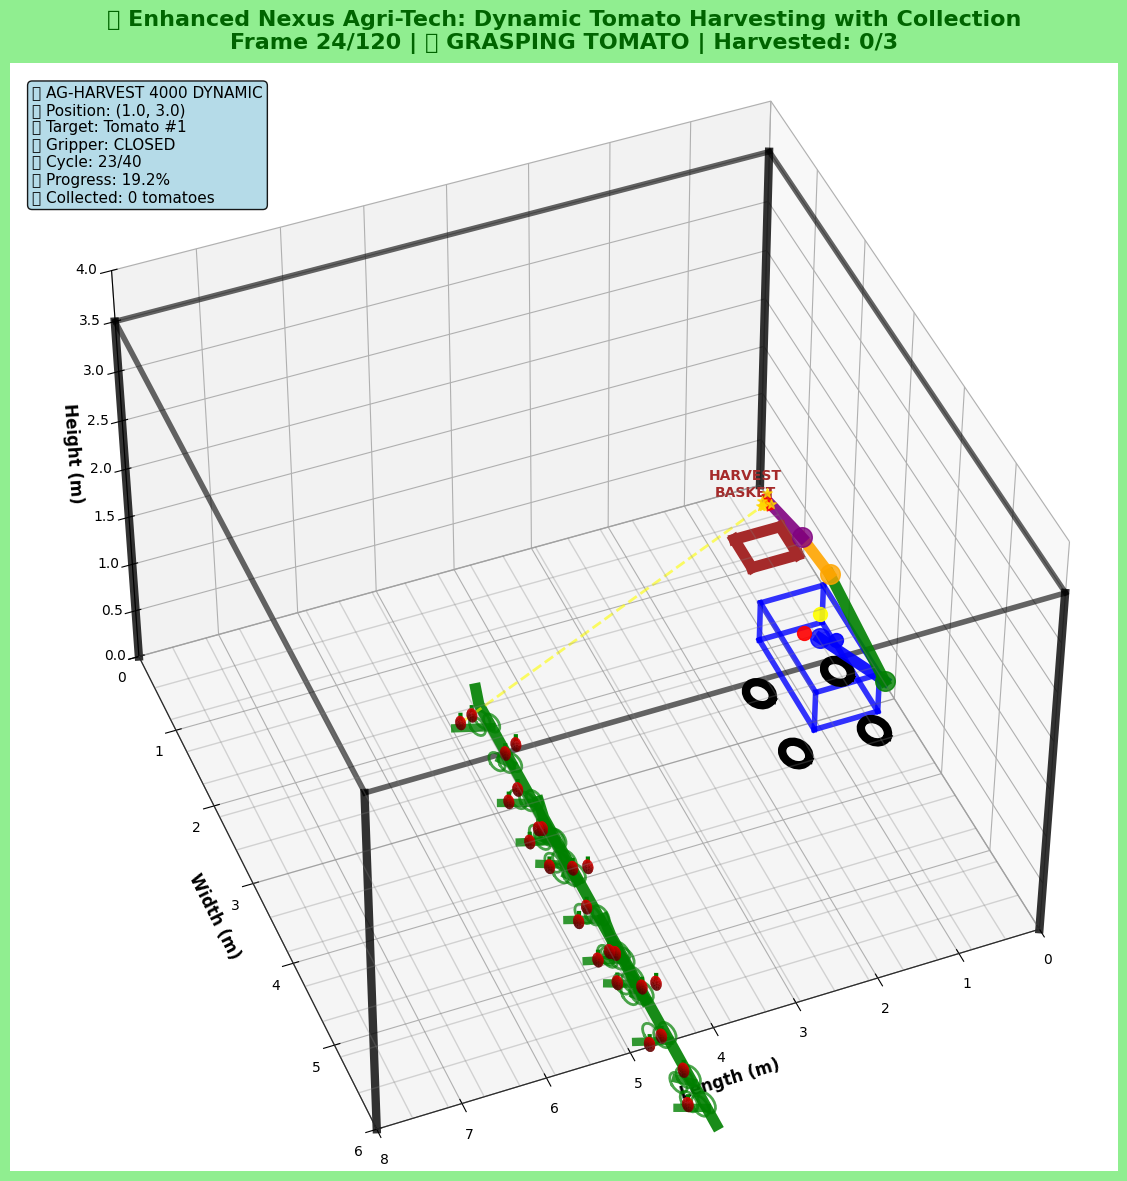 Enhanced Nexus Agri-Tech: Dynamic Tomato Harvesting with Collection
Frame 24/120 | GRASPING TOMATO | Harvested: 0/3
AG-HARVEST 4000 DYNAMIC
Position: (1.0, 3.0)
Target: Tomato #1
Gripper: CLOSED
Cycle: 23/40
Progress: 19.2%
Collected: 0 tomatoes
HARVEST
BASKET
4.0
3.5
3.0
2.5
2.0
1.5
1.0
0.5
0.0
Height (m)
0
1
2
3
4
5
6
Width (m)
8
7
6
5
4
3
2
1
0
Length (m)